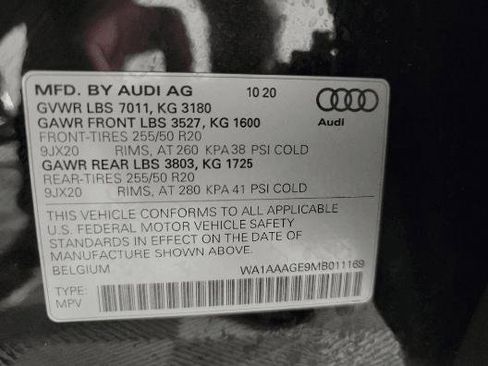 MFD. BY AUDI AG 10 20
GVWR LBS 7011, KG 3180
GAWR FRONT LBS 3527, KG 1600
Audi
FRONT-TIRES 255/50 R20
9JX20 RIMS, AT 260 KPA 38 PSI COLD
GAWR REAR LBS 3803, KG 1725
REAR-TIRES 255/50 R20
9JX20 RIMS, AT 280 KPA 41 PSI COLD
THIS VEHICLE CONFORMS TO ALL APPLICABLE
U.S. FEDERAL MOTOR VEHICLE SAFETY
STANDARDS IN EFFECT ON THE DATE OF
MANUFACTURE SHOWN ABOVE.
BELGIUM WA1AAAGE9MB011169
TYPE:
MPV